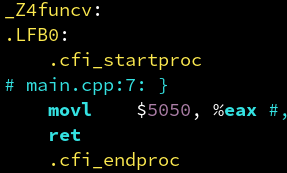 _Z4funcv:
.LFB0:
    .cfi_startproc
# main.cpp:7: }
    movl    $5050, %eax #,
    ret
    .cfi_endproc